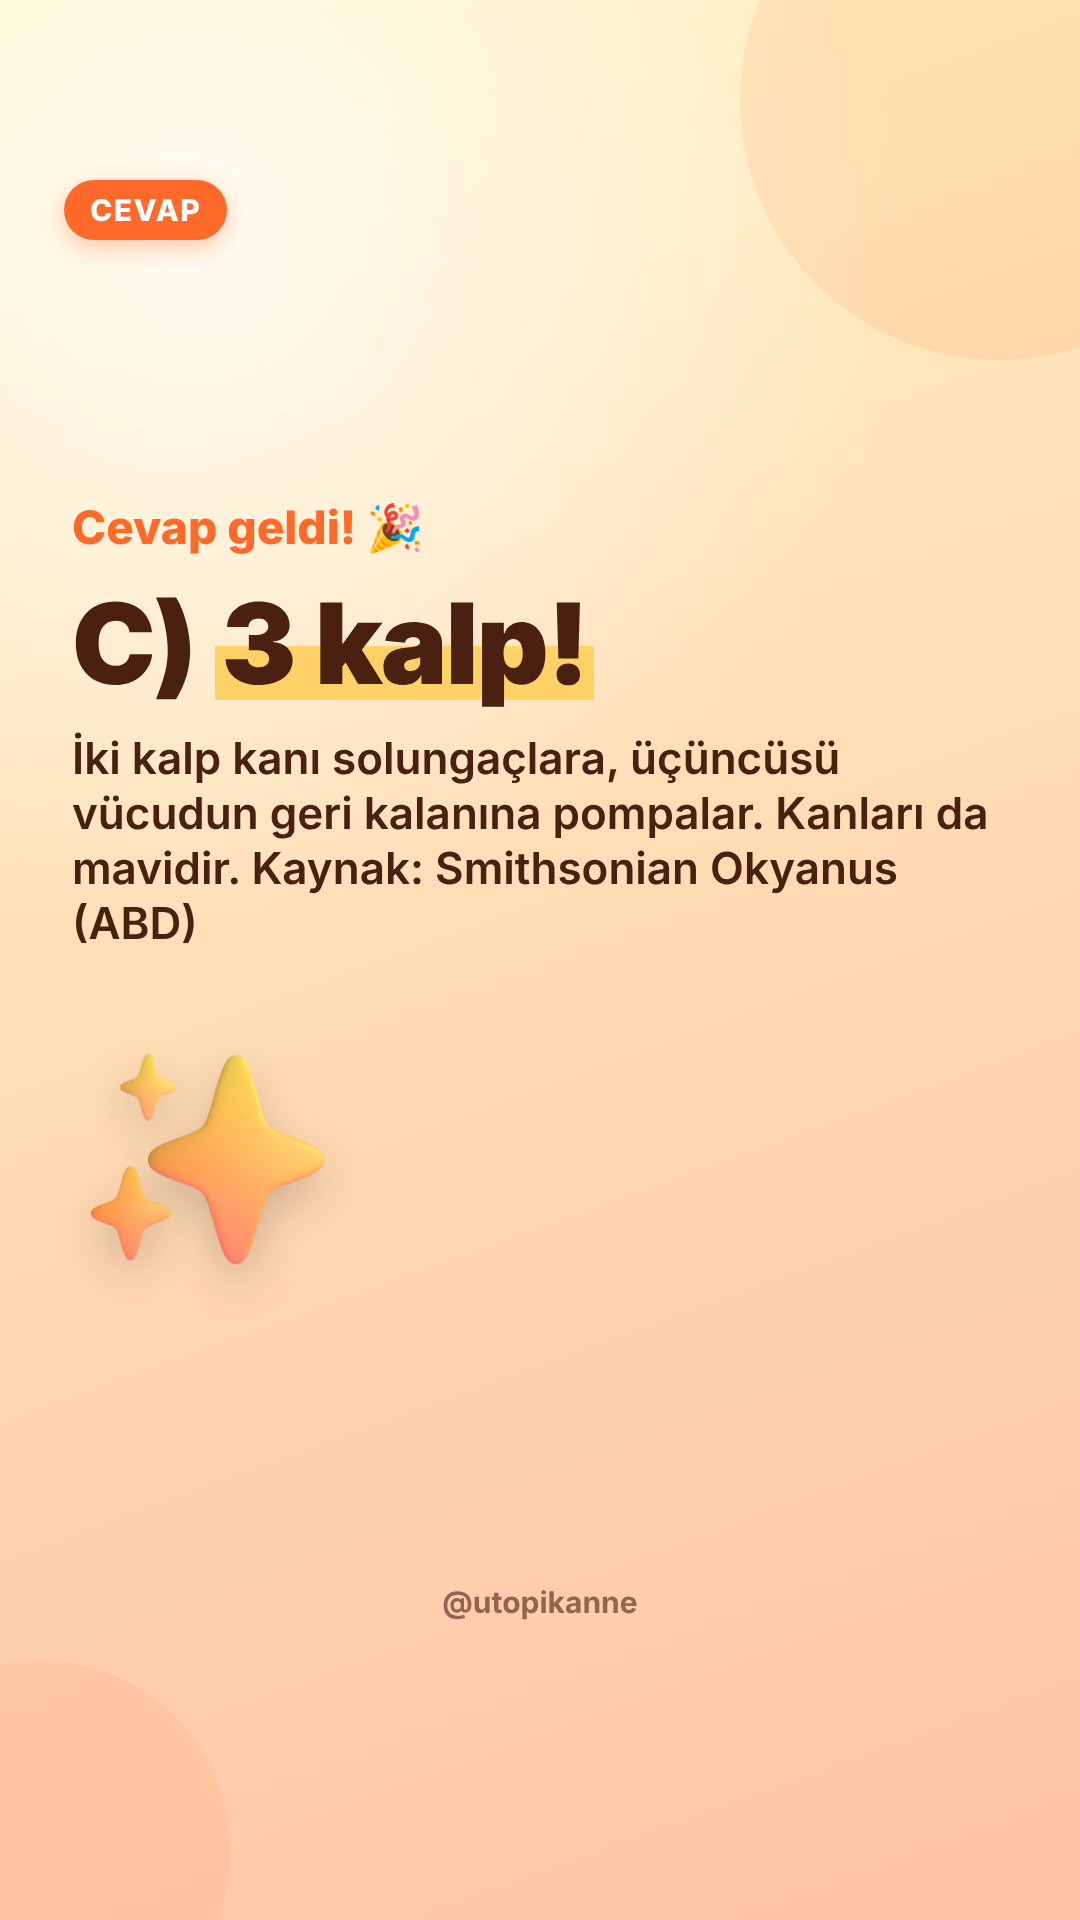 CEVAP
Cevap geldi! 🎉
C) 3 kalp!
İki kalp kanı solungaçlara, üçüncüsü
vücudun geri kalanına pompalar. Kanları da
mavidir. Kaynak: Smithsonian Okyanus
(ABD)
@utopikanne